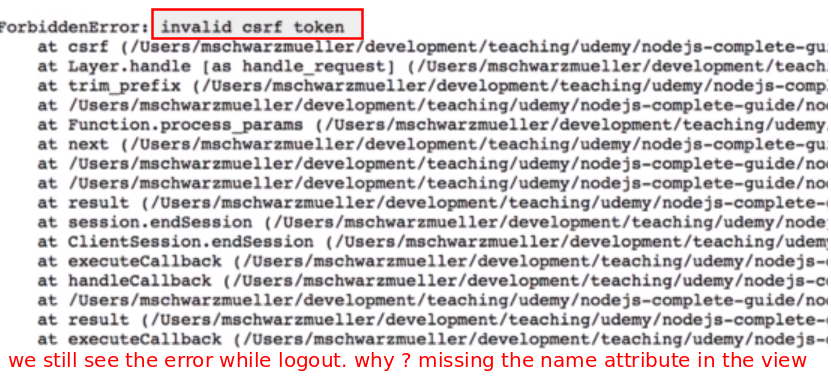 ForbiddenError: invalid csrf token
at csrf (/Users/mschwarzmueller/development/teaching/udemy/nodejs-complete-gui
at Layer.handle [as handle_request] (/Users/mschwarzmueller/development/teach
at trim_prefix (/Users/mschwarzmueller/development/teaching/udemy/nodejs-comp
at /Users/mschwarzmueller/development/teaching/udemy/nodejs-complete-guide/no
at Function.process_params (/Users/mschwarzmueller/development/teaching/udemy
at next (/Users/mschwarzmueller/development/teaching/udemy/nodejs-complete-gui
at /Users/mschwarzmueller/development/teaching/udemy/nodejs-complete-guide/no
at /Users/mschwarzmueller/development/teaching/udemy/nodejs-complete-guide/no
at result (/Users/mschwarzmueller/development/teaching/udemy/nodejs-complete-
at session.endSession (/Users/mschwarzmueller/development/teaching/udemy/node
at ClientSession.endSession (/Users/mschwarzmueller/development/teaching/udem
at executeCallback (/Users/mschwarzmueller/development/teaching/udemy/nodejs-c
at handleCallback (/Users/mschwarzmueller/development/teaching/udemy/nodejs-co
at /Users/mschwarzmueller/development/teaching/udemy/nodejs-complete-guide/no
at result (/Users/mschwarzmueller/development/teaching/udemy/nodejs-complete-
at executeCallback (/Users/mschwarzmueller/development/teaching/udemy/nodejs-c
we still see the error while logout. why ? missing the name attribute in the view